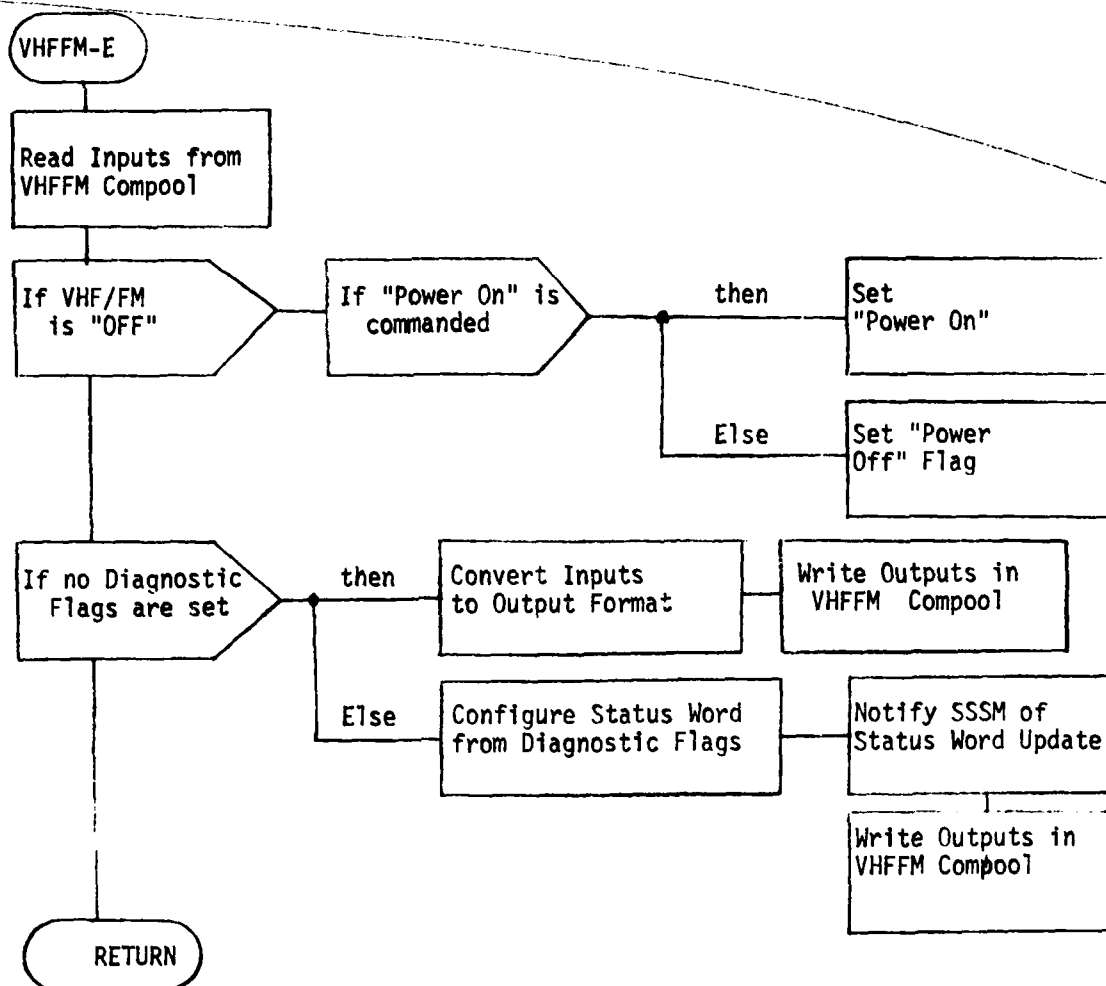 VHFFM-E
Read Inputs from
VHFFM Compool
If VHF/FM
is "OFF"
If "Power On" is
commanded
then
Set
"Power On"
Else
Set "Power
Off" Flag
If no Diagnostic
Flags are set
then
Convert Inputs
to Output Format
Write Outputs in
VHFFM Compool
Else
Configure Status Word
from Diagnostic Flags
Notify SSSM of
Status Word Update
Write Outputs in
VHFFM Compool
RETURN